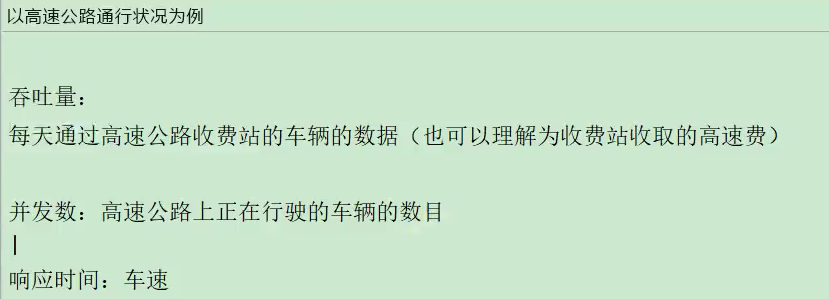 以高速公路通行状况为例
吞吐量：
每天通过高速公路收费站的车辆的数据（也可以理解为收费站收取的高速费）
并发数：高速公路上正在行驶的车辆的数目
响应时间：车速